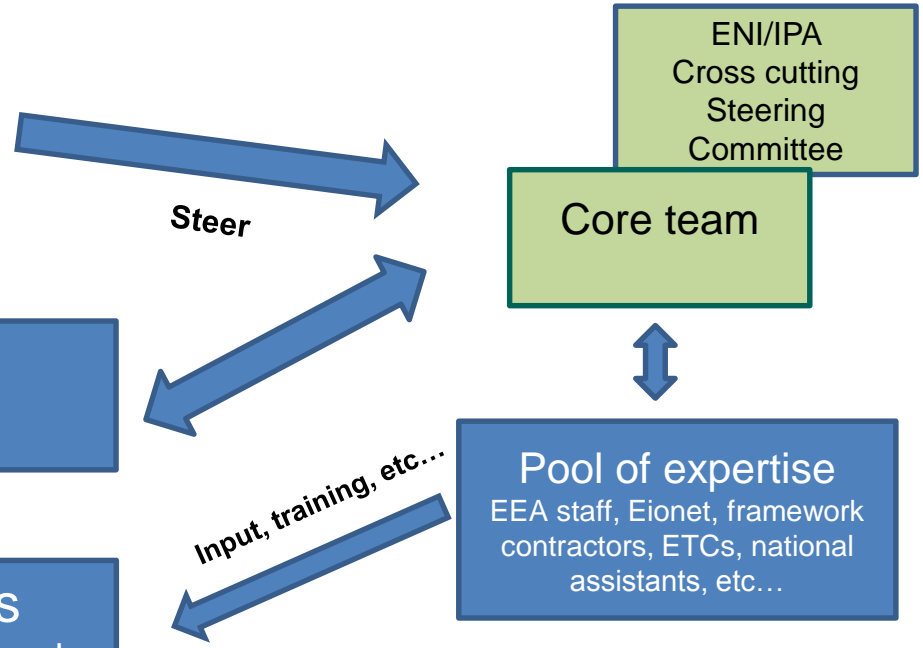 ENI/IPA
Cross cutting
Steering
Committee
Steer
Core team
Input, training, etc…
Pool of expertise
EEA staff, Eionet, framework
contractors, ETCs, national
assistants, etc…
s